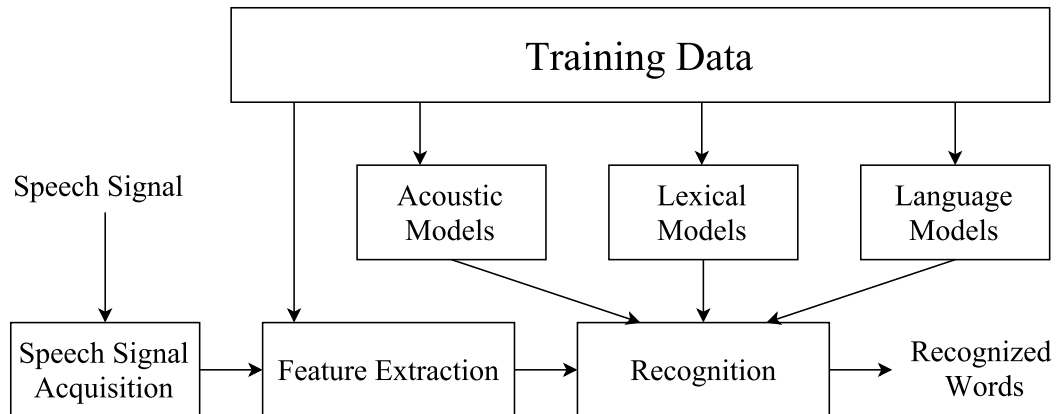 Training Data
Speech Signal
Acoustic
Models
Lexical
Models
Language
Models
Speech Signal
Acquisition
Feature Extraction
Recognition
Recognized
Words